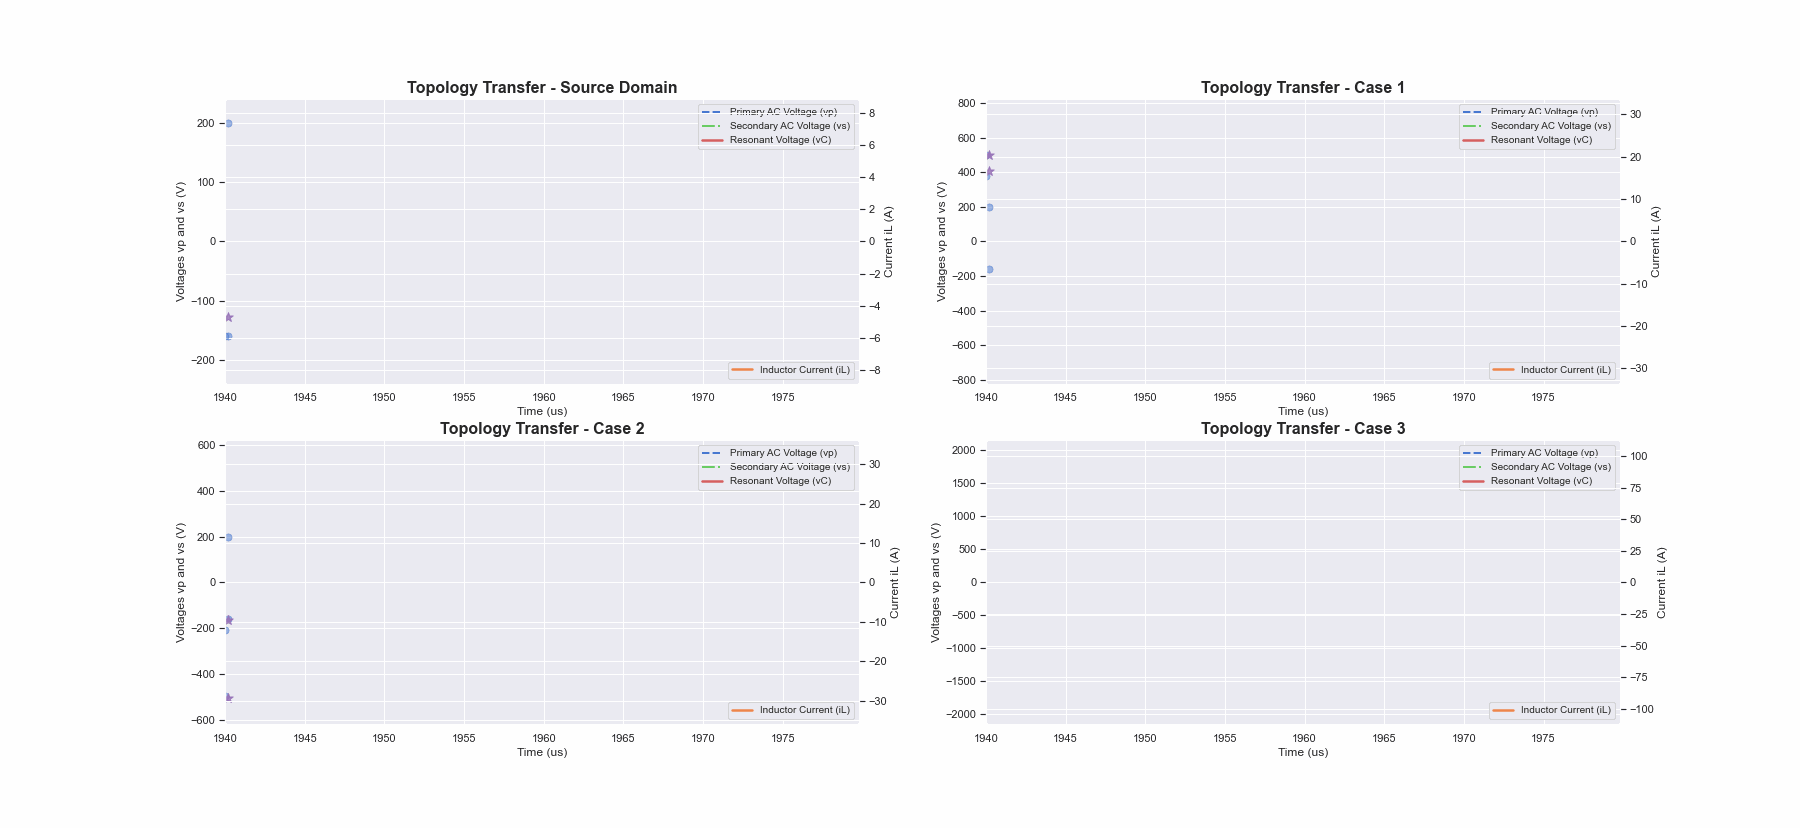 Topology Transfer - Source Domain
Voltages vp and vs (V)
200
100
0
−100
−200
8
6
4
2
0
−2
−4
−6
−8
Current iL (A)
Primary AC Voltage (vp)
Secondary AC Voltage (vs)
Resonant Voltage (vC)
Inductor Current (iL)
1940 1945 1950 1955 1960 1965 1970 1975
Time (us)
Topology Transfer - Case 1
Voltages vp and vs (V)
800
600
400
200
0
−200
−400
−600
−800
30
20
10
0
−10
−20
−30
Current iL (A)
Primary AC Voltage (vp)
Secondary AC Voltage (vs)
Resonant Voltage (vC)
Inductor Current (iL)
1940 1945 1950 1955 1960 1965 1970 1975
Time (us)
Topology Transfer - Case 2
Voltages vp and vs (V)
600
400
200
0
−200
−400
−600
30
20
10
0
−10
−20
−30
Current iL (A)
Primary AC Voltage (vp)
Secondary AC Voltage (vs)
Resonant Voltage (vC)
Inductor Current (iL)
1940 1945 1950 1955 1960 1965 1970 1975
Time (us)
Topology Transfer - Case 3
Voltages vp and vs (V)
2000
1500
1000
500
0
−500
−1000
−1500
−2000
100
75
50
25
0
−25
−50
−75
−100
Current iL (A)
Primary AC Voltage (vp)
Secondary AC Voltage (vs)
Resonant Voltage (vC)
Inductor Current (iL)
1940 1945 1950 1955 1960 1965 1970 1975
Time (us)